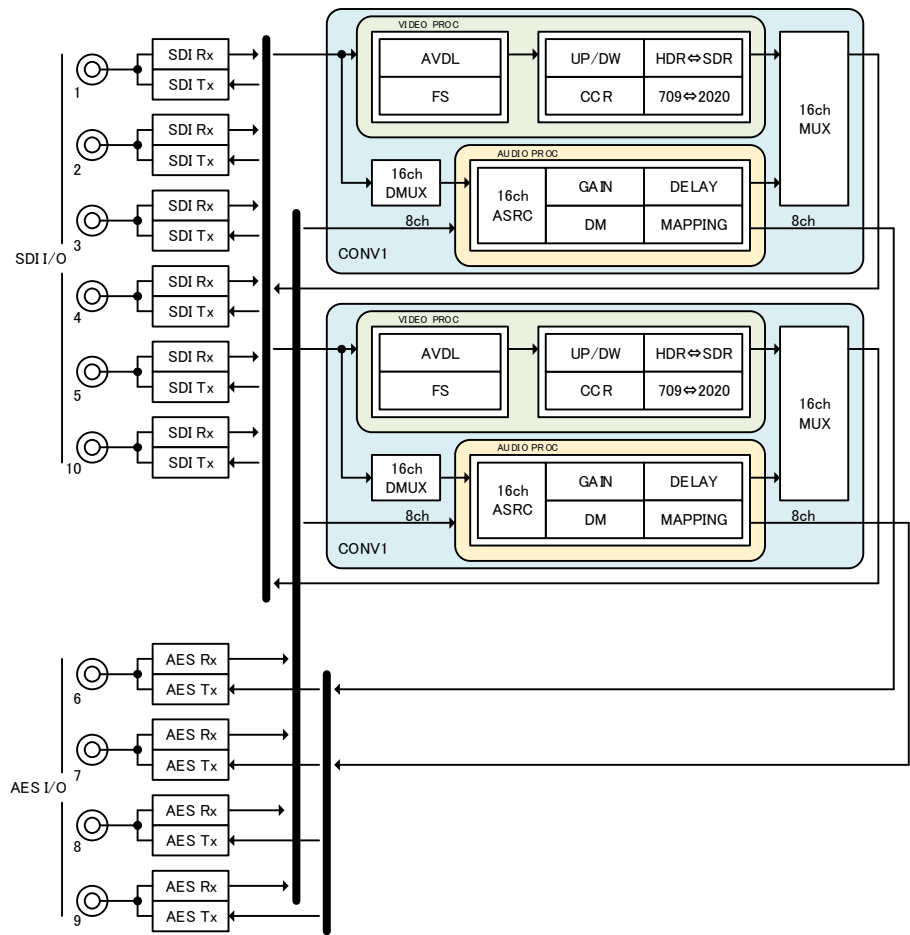 SDI I/O
1
SDI Rx
SDI Tx
2
SDI Rx
SDI Tx
3
SDI Rx
SDI Tx
4
SDI Rx
SDI Tx
5
SDI Rx
SDI Tx
10
SDI Rx
SDI Tx
VIDEO PROC
AVDL
FS
UP/DW
HDR⇔SDR
CCR
709⇔2020
16ch
MUX
AUDIO PROC
16ch
DMUX
16ch
ASRC
GAIN
DELAY
DM
MAPPING
8ch
8ch
CONV1
VIDEO PROC
AVDL
FS
UP/DW
HDR⇔SDR
CCR
709⇔2020
16ch
MUX
AUDIO PROC
16ch
DMUX
16ch
ASRC
GAIN
DELAY
DM
MAPPING
8ch
8ch
CONV1
AES I/O
6
AES Rx
AES Tx
7
AES Rx
AES Tx
8
AES Rx
AES Tx
9
AES Rx
AES Tx